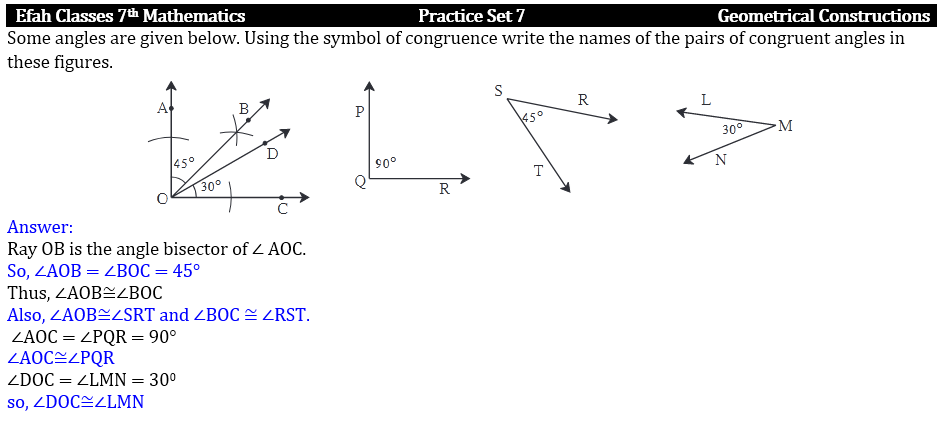 Efah Classes 7th Mathematics Practice Set 7 Geometrical Constructions
Some angles are given below. Using the symbol of congruence write the names of the pairs of congruent angles in
these figures.
A B D 45° 30° O C
P 90° Q R
S R 45° T
L 30° M N
Answer:
Ray OB is the angle bisector of ∠ AOC.
So, ∠AOB = ∠BOC = 45°
Thus, ∠AOB≅∠BOC
Also, ∠AOB≅∠SRT and ∠BOC ≅ ∠RST.
∠AOC = ∠PQR = 90°
∠AOC≅∠PQR
∠DOC = ∠LMN = 30⁰
so, ∠DOC≅∠LMN